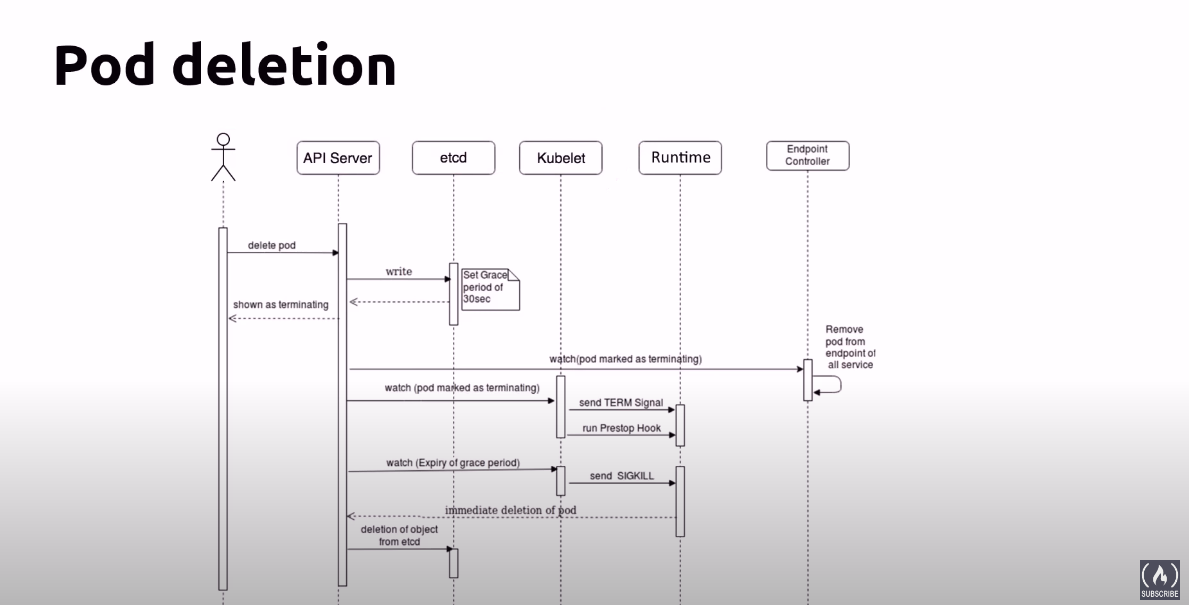 Pod deletion
API Server
etcd
Kubelet
Runtime
Endpoint
Controller
delete pod
write
Set Grace
period of
30sec
shown as terminating
Remove
pod from
endpoint of
all service
watch(pod marked as terminating)
watch (pod marked as terminating)
send TERM Signal
run Prestop Hook
watch (Expiry of grace period)
send SIGKILL
immediate deletion of pod
deletion of object
from etcd
SUBSCRIBE